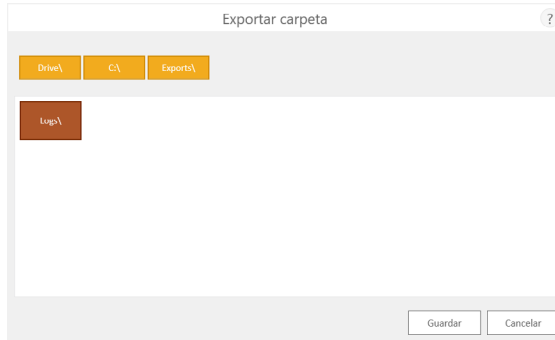 Exportar carpeta ?
Drive\ C:\ Exports\
Logs\
Guardar Cancelar